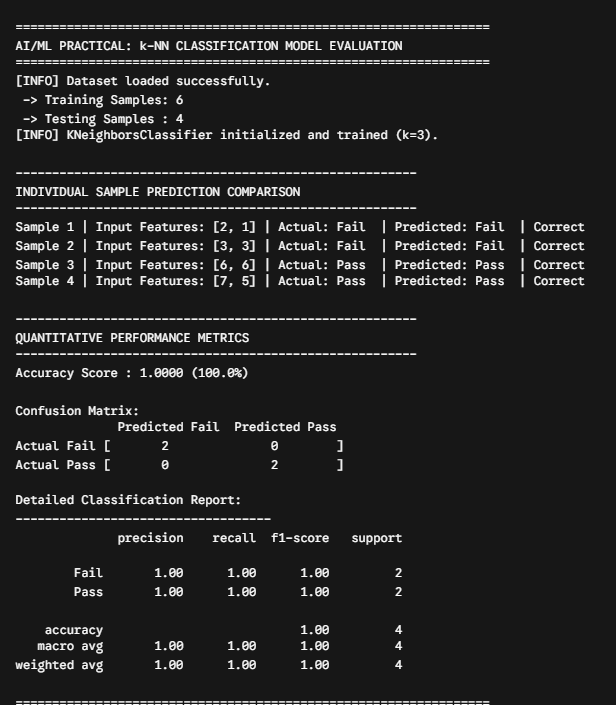 =================================================================
AI/ML PRACTICAL: k-NN CLASSIFICATION MODEL EVALUATION
=================================================================
[INFO] Dataset loaded successfully.
 -> Training Samples: 6
 -> Testing Samples : 4
[INFO] KNeighborsClassifier initialized and trained (k=3).

-------------------------------------------------------
INDIVIDUAL SAMPLE PREDICTION COMPARISON
-------------------------------------------------------
Sample 1 | Input Features: [2, 1] | Actual: Fail  | Predicted: Fail  | Correct
Sample 2 | Input Features: [3, 3] | Actual: Fail  | Predicted: Fail  | Correct
Sample 3 | Input Features: [6, 6] | Actual: Pass  | Predicted: Pass  | Correct
Sample 4 | Input Features: [7, 5] | Actual: Pass  | Predicted: Pass  | Correct

-------------------------------------------------------
QUANTITATIVE PERFORMANCE METRICS
-------------------------------------------------------
Accuracy Score : 1.0000 (100.0%)

Confusion Matrix:
              Predicted Fail  Predicted Pass
Actual Fail [       2              0        ]
Actual Pass [       0              2        ]

Detailed Classification Report:
-----------------------------------
              precision    recall  f1-score   support

        Fail       1.00      1.00      1.00         2
        Pass       1.00      1.00      1.00         2

    accuracy                           1.00         4
   macro avg       1.00      1.00      1.00         4
weighted avg       1.00      1.00      1.00         4

=================================================================